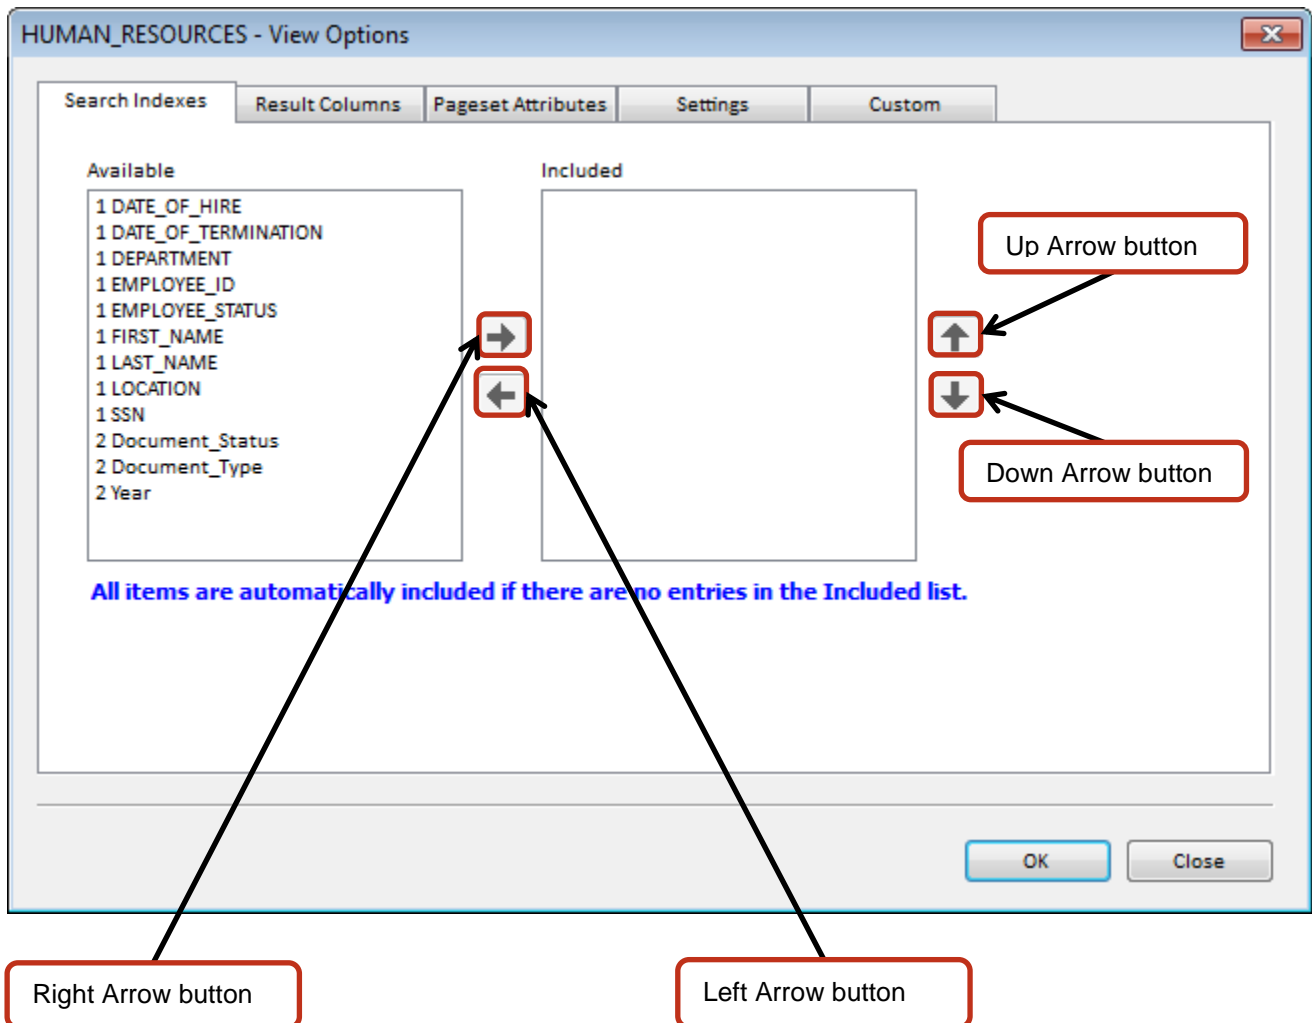 HUMAN_RESOURCES - View Options
Search Indexes Result Columns Pageset Attributes Settings Custom
Available
1 DATE_OF_HIRE
1 DATE_OF_TERMINATION
1 DEPARTMENT
1 EMPLOYEE_ID
1 EMPLOYEE_STATUS
1 FIRST_NAME
1 LAST_NAME
1 LOCATION
1 SSN
2 Document_Status
2 Document_Type
2 Year
Included
Up Arrow button
Down Arrow button
All items are automatically included if there are no entries in the Included list.
OK Close
Right Arrow button
Left Arrow button